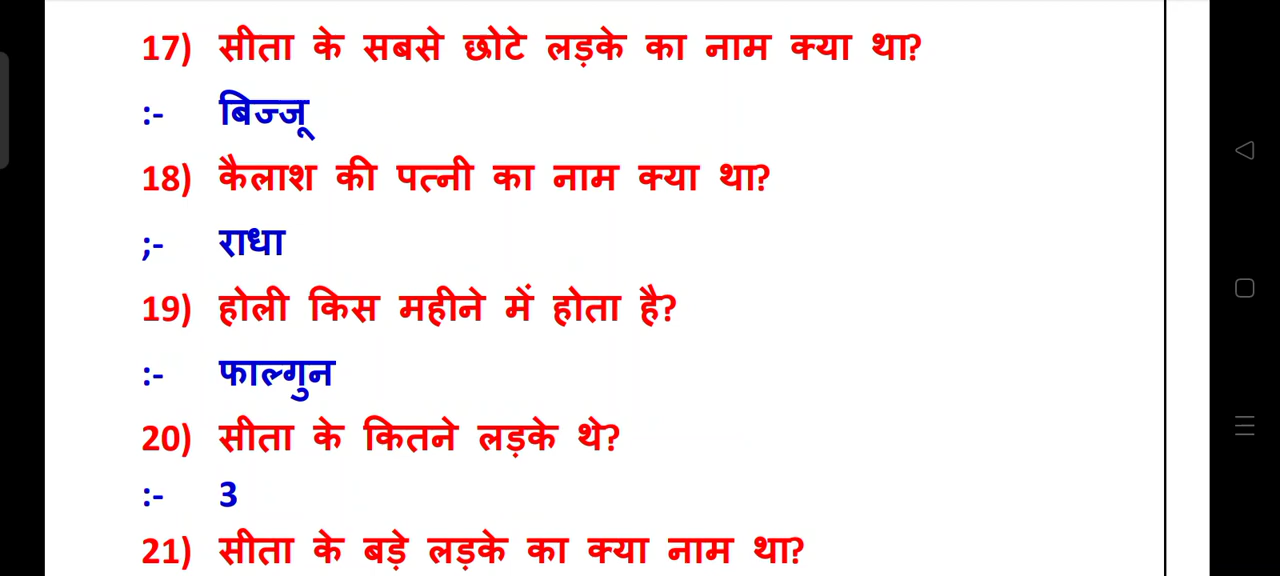 17) सीता के सबसे छोटे लड़के का नाम क्या था?
:- बिज्जू
18) कैलाश की पत्नी का नाम क्या था?
;- राधा
19) होली किस महीने में होता है?
:- फाल्गुन
20) सीता के कितने लड़के थे?
:- 3
21) सीता के बड़े लड़के का क्या नाम था?